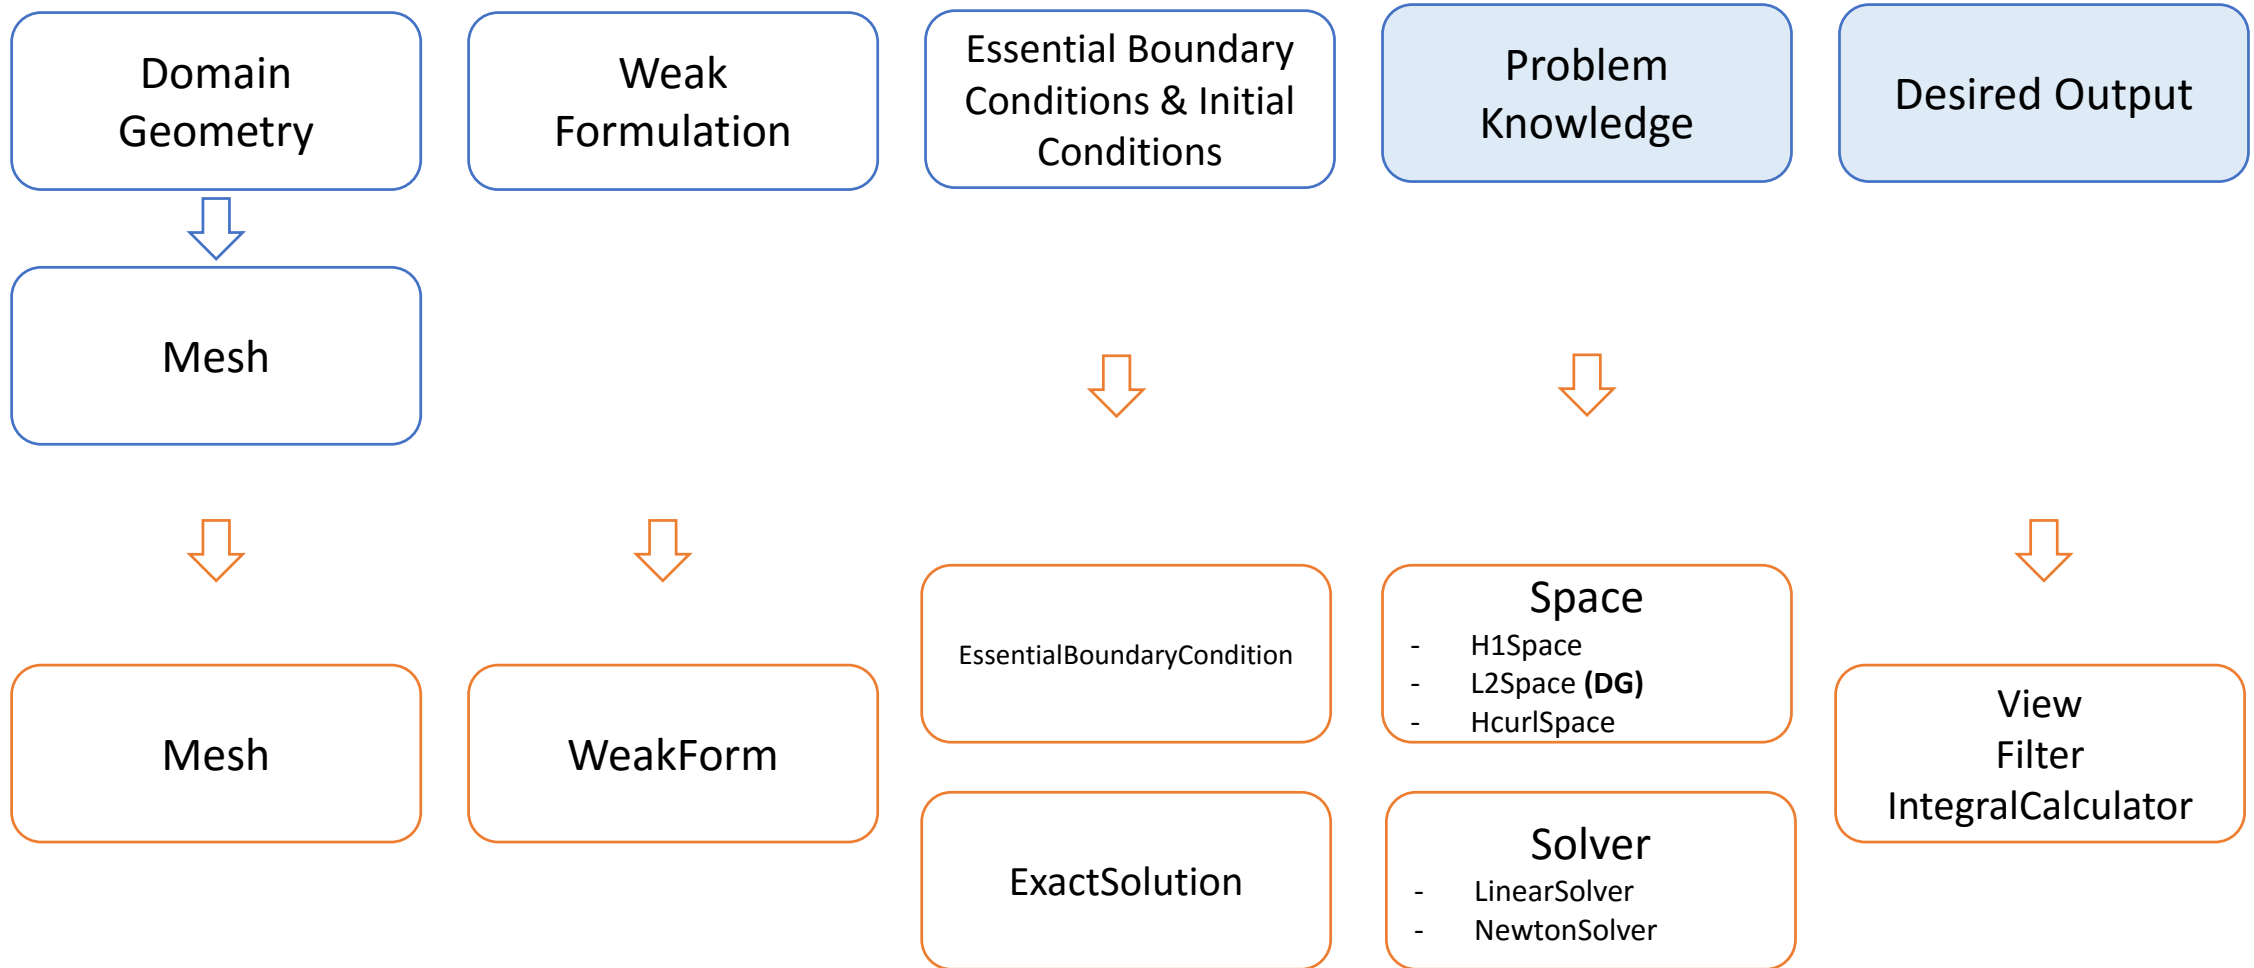 Domain
Geometry
Weak
Formulation
Essential Boundary
Conditions & Initial
Conditions
Problem
Knowledge
Desired Output
Mesh
Mesh
WeakForm
EssentialBoundaryCondition
ExactSolution
Space
- H1Space
- L2Space (DG)
- HcurlSpace
Solver
- LinearSolver
- NewtonSolver
View
Filter
IntegralCalculator